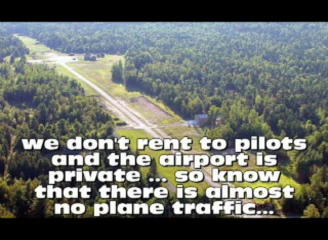 we don't rent to pilots
and the airport is
private ... so know
that there is almost
no plane traffic...